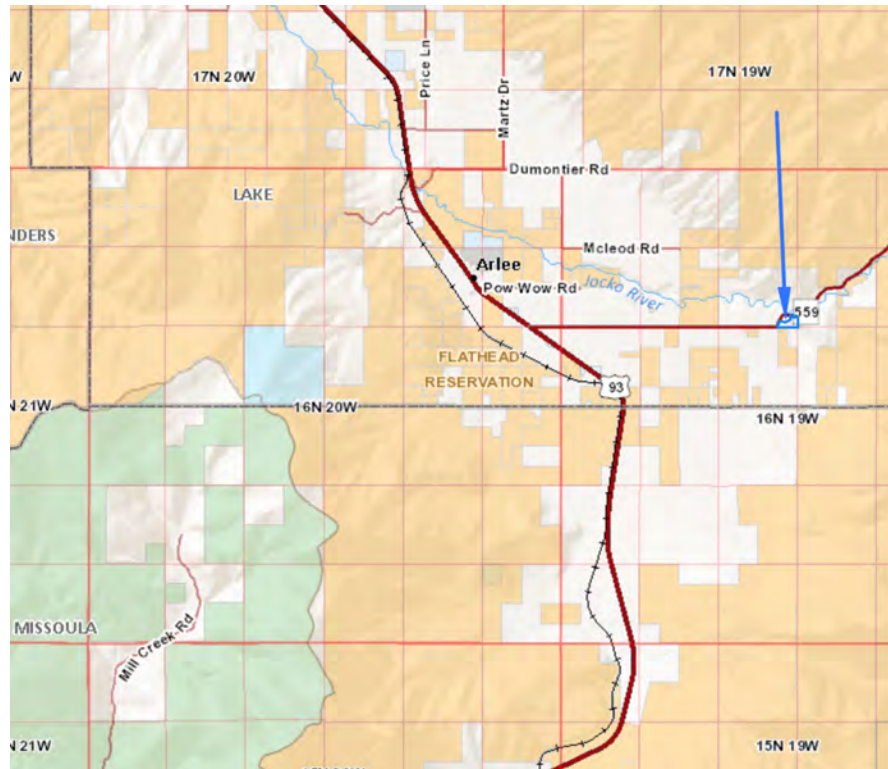 Price Ln
W
17N 20W
17N 19W
Martz Dr
Dumontier Rd
LAKE
NDERS
Mcleod Rd
Arlee
Jocko River
Pow Wow Rd
559
FLATHEAD
RESERVATION
93
N 21W
16N 20W
16N 19W
MISSOULA
Mill Creek Rd
N 21W
15N 19W